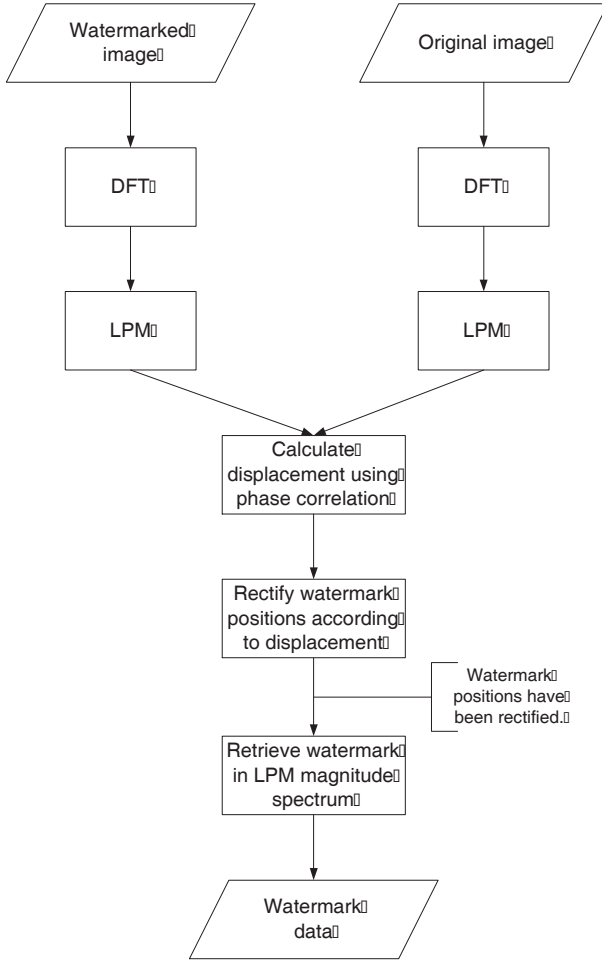 Watermarked
image
Original image
DFT
DFT
LPM
LPM
Calculate
displacement using
phase correlation
Rectify watermark
positions according
to displacement
Watermark
positions have
been rectified.
Retrieve watermark
in LPM magnitude
spectrum
Watermark
data